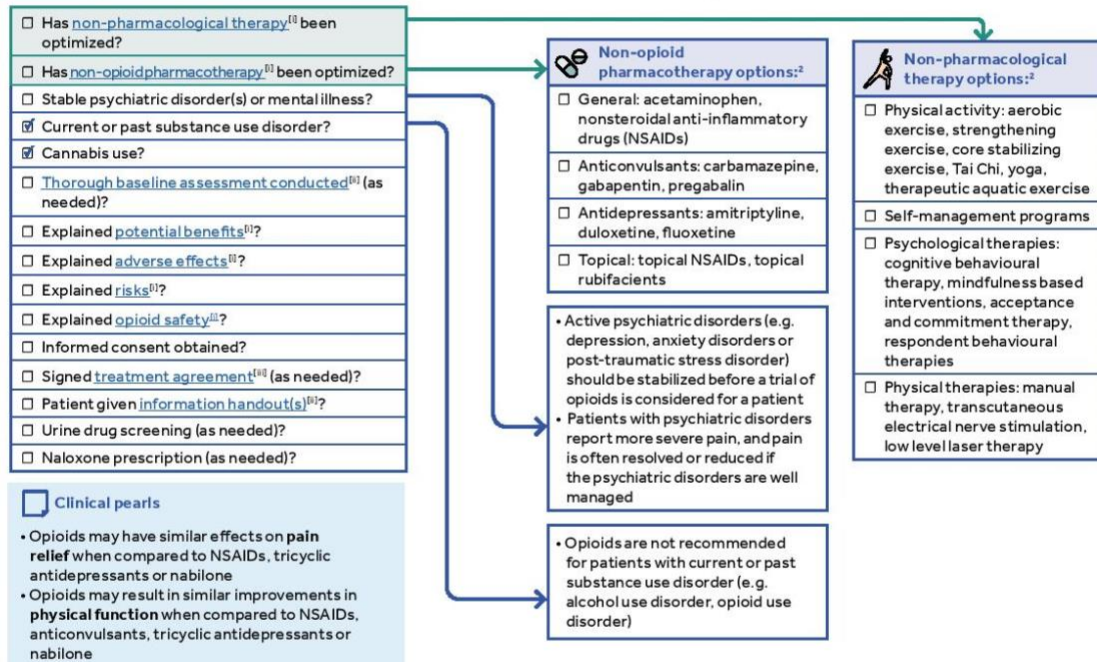 ☐ Has non-pharmacological therapy[i] been
optimized?
☐ Has non-opioid pharmacotherapy[i] been optimized?
☐ Stable psychiatric disorder(s) or mental illness?
☑ Current or past substance use disorder?
☑ Cannabis use?
☐ Thorough baseline assessment conducted[ii] (as
needed)?
☐ Explained potential benefits[i]?
☐ Explained adverse effects[i]?
☐ Explained risks[i]?
☐ Explained opioid safety[i]?
☐ Informed consent obtained?
☐ Signed treatment agreement[iii] (as needed)?
☐ Patient given information handout(s)[ii]?
☐ Urine drug screening (as needed)?
☐ Naloxone prescription (as needed)?
Clinical pearls
• Opioids may have similar effects on pain
relief when compared to NSAIDs, tricyclic
antidepressants or nabilone
• Opioids may result in similar improvements in
physical function when compared to NSAIDs,
anticonvulsants, tricyclic antidepressants or
nabilone
Non-opioid
pharmacotherapy options:²
☐ General: acetaminophen,
nonsteroidal anti-inflammatory
drugs (NSAIDs)
☐ Anticonvulsants: carbamazepine,
gabapentin, pregabalin
☐ Antidepressants: amitriptyline,
duloxetine, fluoxetine
☐ Topical: topical NSAIDs, topical
rubifacients
• Active psychiatric disorders (e.g.
depression, anxiety disorders or
post-traumatic stress disorder)
should be stabilized before a trial of
opioids is considered for a patient
• Patients with psychiatric disorders
report more severe pain, and pain
is often resolved or reduced if
the psychiatric disorders are well
managed
• Opioids are not recommended
for patients with current or past
substance use disorder (e.g.
alcohol use disorder, opioid use
disorder)
Non-pharmacological
therapy options:²
☐ Physical activity: aerobic
exercise, strengthening
exercise, core stabilizing
exercise, Tai Chi, yoga,
therapeutic aquatic exercise
☐ Self-management programs
☐ Psychological therapies:
cognitive behavioural
therapy, mindfulness based
interventions, acceptance
and commitment therapy,
respondent behavioural
therapies
☐ Physical therapies: manual
therapy, transcutaneous
electrical nerve stimulation,
low level laser therapy